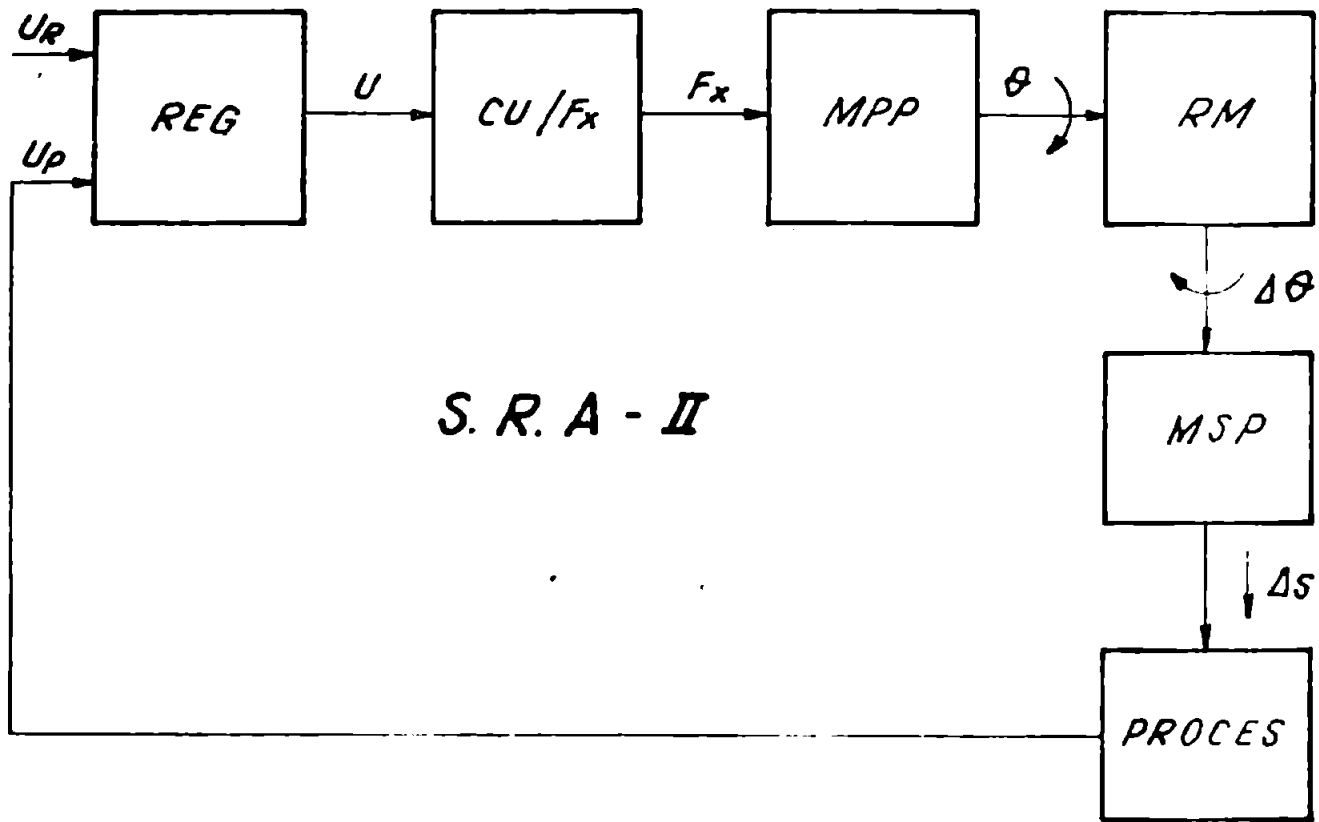 UR
REG
U
CU/Fx
Fx
MPP
θ
RM
UP
Δθ
S. R. A - II
MSP
ΔS
PROCES